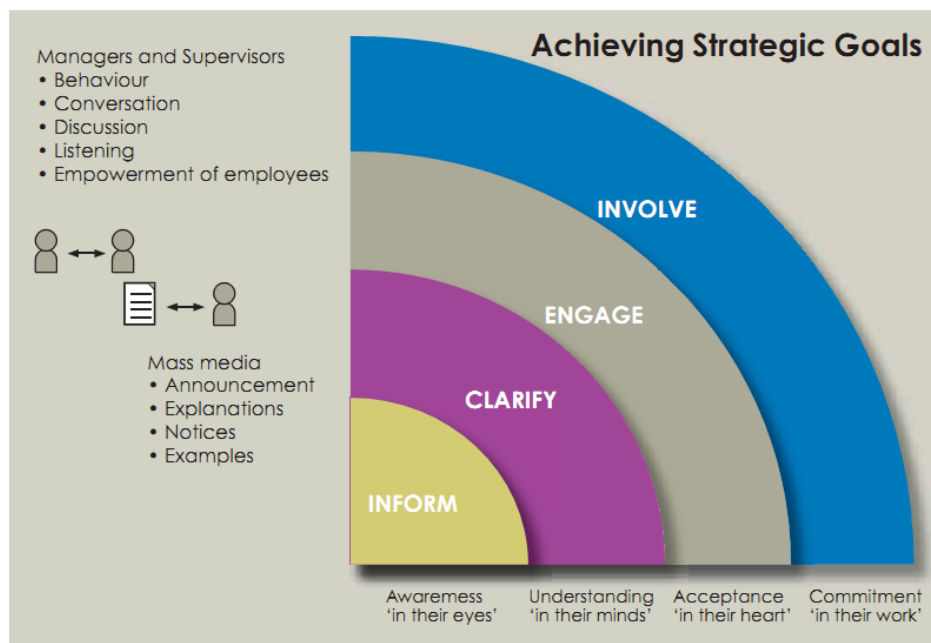 Achieving Strategic Goals
Managers and Supervisors
• Behaviour
• Conversation
• Discussion
• Listening
• Empowerment of employees
Mass media
• Announcement
• Explanations
• Notices
• Examples
INVOLVE
ENGAGE
CLARIFY
INFORM
Awareness
'in their eyes'
Understanding
'in their minds'
Acceptance
'in their heart'
Commitment
'in their work'